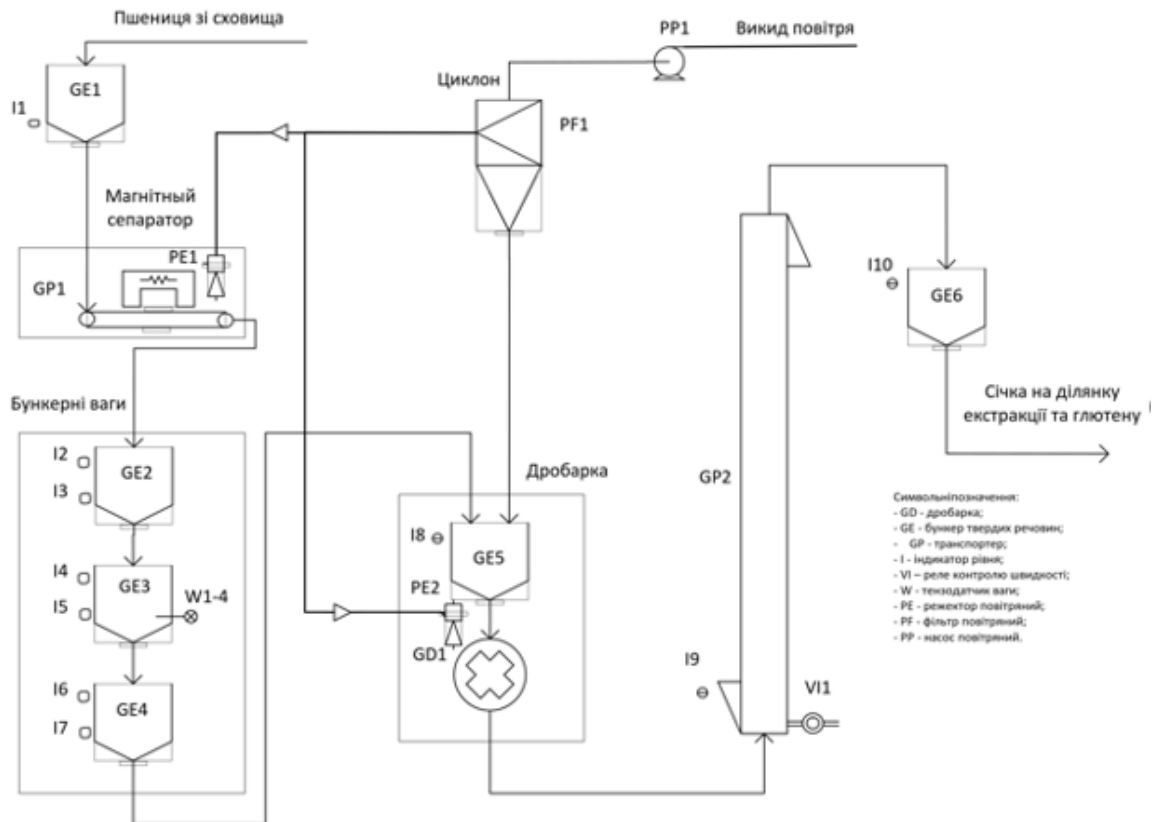 Пшениця зі сховища
GE1
I1
Магнітный
сепаратор
PE1
GP1
Бункерні ваги
I2
GE2
I3
I4
GE3
I5
W1-4
I6
GE4
I7
PP1
Викид повітря
Циклон
PF1
Дробарка
I8
GE5
PE2
GD1
GP2
I9
VI1
I10
GE6
Січка на ділянку
екстракції та глютену
Символьніпозначення:
- GD - дробарка;
- GE - бункер твердих речовин;
- GP - транспортер;
- I - індикатор рівня;
- VI – реле контролю швидкості;
- W - тензодатчик ваги;
- PE - режектор повітряний;
- PF - фільтр повітряний;
- PP - насос повітряний.